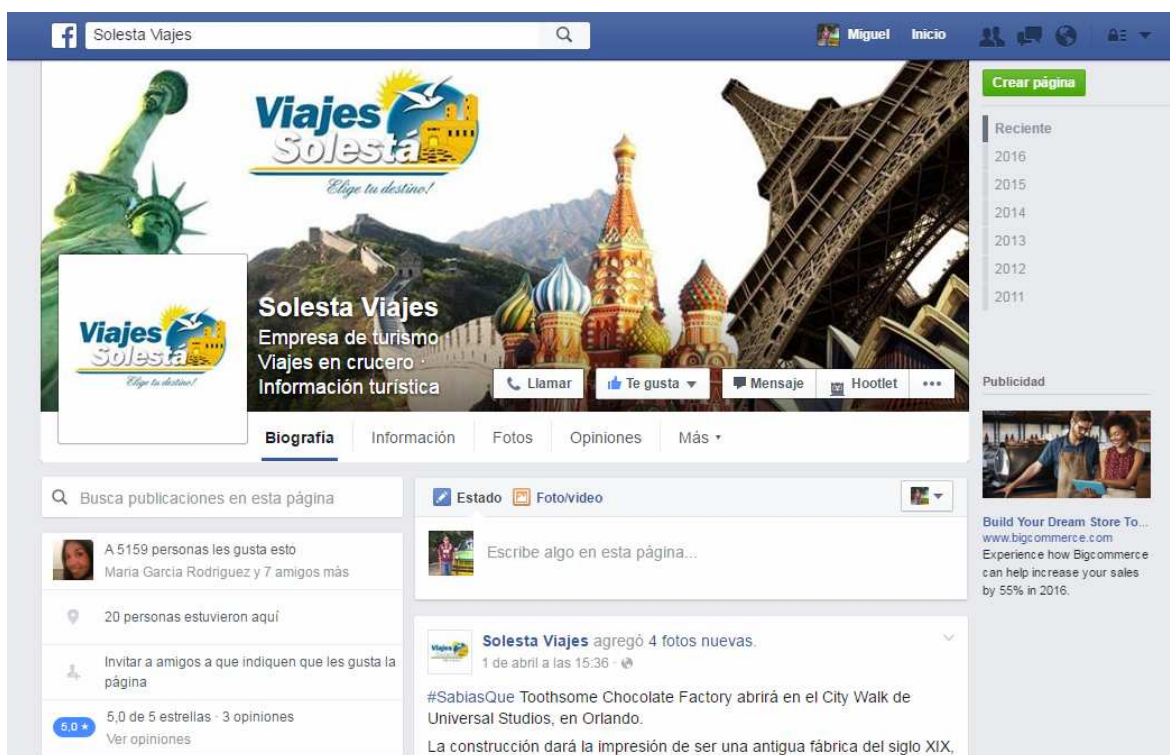 Solesta Viajes
Miguel Inicio
Viajes
Solestá
Elige tu destino!
Viajes
Solestá
Elige tu destino!
Solesta Viajes
Empresa de turismo
Viajes en crucero ·
Información turística
Llamar
Te gusta
Mensaje
Hootlet
Biografía
Información
Fotos
Opiniones
Más
Crear página
Reciente
2016
2015
2014
2013
2012
2011
Publicidad
Build Your Dream Store To...
www.bigcommerce.com
Experience how Bigcommerce
can help increase your sales
by 55% in 2016.
Busca publicaciones en esta página
A 5159 personas les gusta esto
Maria Garcia Rodriguez y 7 amigos más
20 personas estuvieron aquí
Invitar a amigos a que indiquen que les gusta la
página
5,0 ★
5,0 de 5 estrellas · 3 opiniones
Ver opiniones
Estado
Foto/video
Escribe algo en esta página...
Viajes
Solesta Viajes agregó 4 fotos nuevas.
1 de abril a las 15:36 ·
#SabiasQue Toothsome Chocolate Factory abrirá en el City Walk de
Universal Studios, en Orlando.
La construcción dará la impresión de ser una antigua fábrica del siglo XIX,